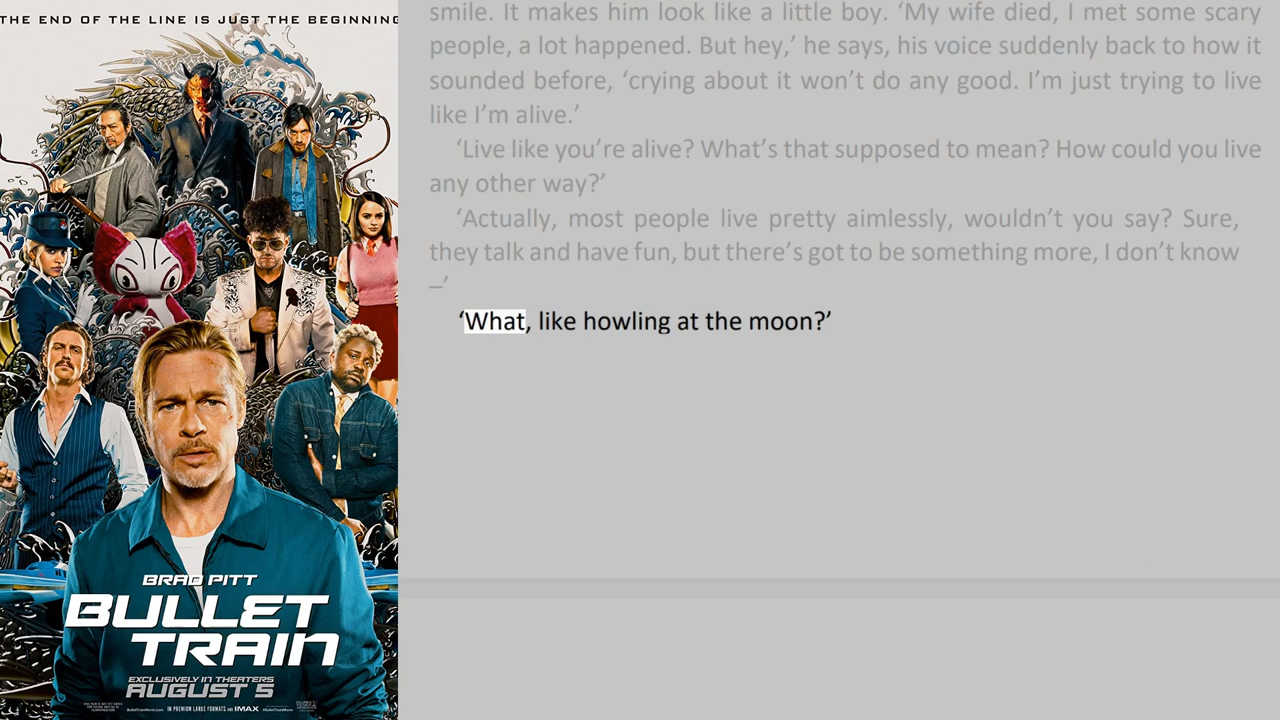 THE END OF THE LINE IS JUST THE BEGINNING
BRAD PITT
BULLET
TRAIN
EXCLUSIVELY IN THEATERS
AUGUST 5
BulletTrainMovie.com IN PREMIUM LARGE FORMATS AND IMAX #BulletTrainMovie
smile. It makes him look like a little boy. ‘My wife died, I met some scary
people, a lot happened. But hey,’ he says, his voice suddenly back to how it
sounded before, ‘crying about it won’t do any good. I’m just trying to live
like I’m alive.’
‘Live like you’re alive? What’s that supposed to mean? How could you live
any other way?’
‘Actually, most people live pretty aimlessly, wouldn’t you say? Sure,
they talk and have fun, but there’s got to be something more, I don’t know
–’
‘What, like howling at the moon?’